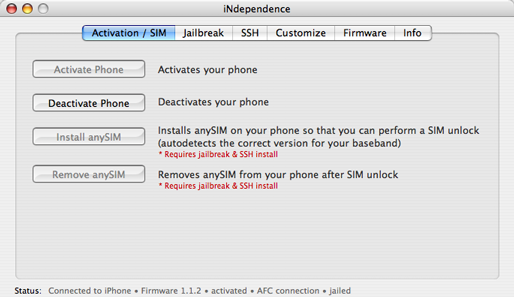 iNdependence
Activation / SIM Jailbreak SSH Customize Firmware Info
Activate Phone Activates your phone
Deactivate Phone Deactivates your phone
Install anySIM Installs anySIM on your phone so that you can perform a SIM unlock
(autodetects the correct version for your baseband)
* Requires jailbreak & SSH install
Remove anySIM Removes anySIM from your phone after SIM unlock
* Requires jailbreak & SSH install
Status: Connected to iPhone • Firmware 1.1.2 • activated • AFC connection • jailed